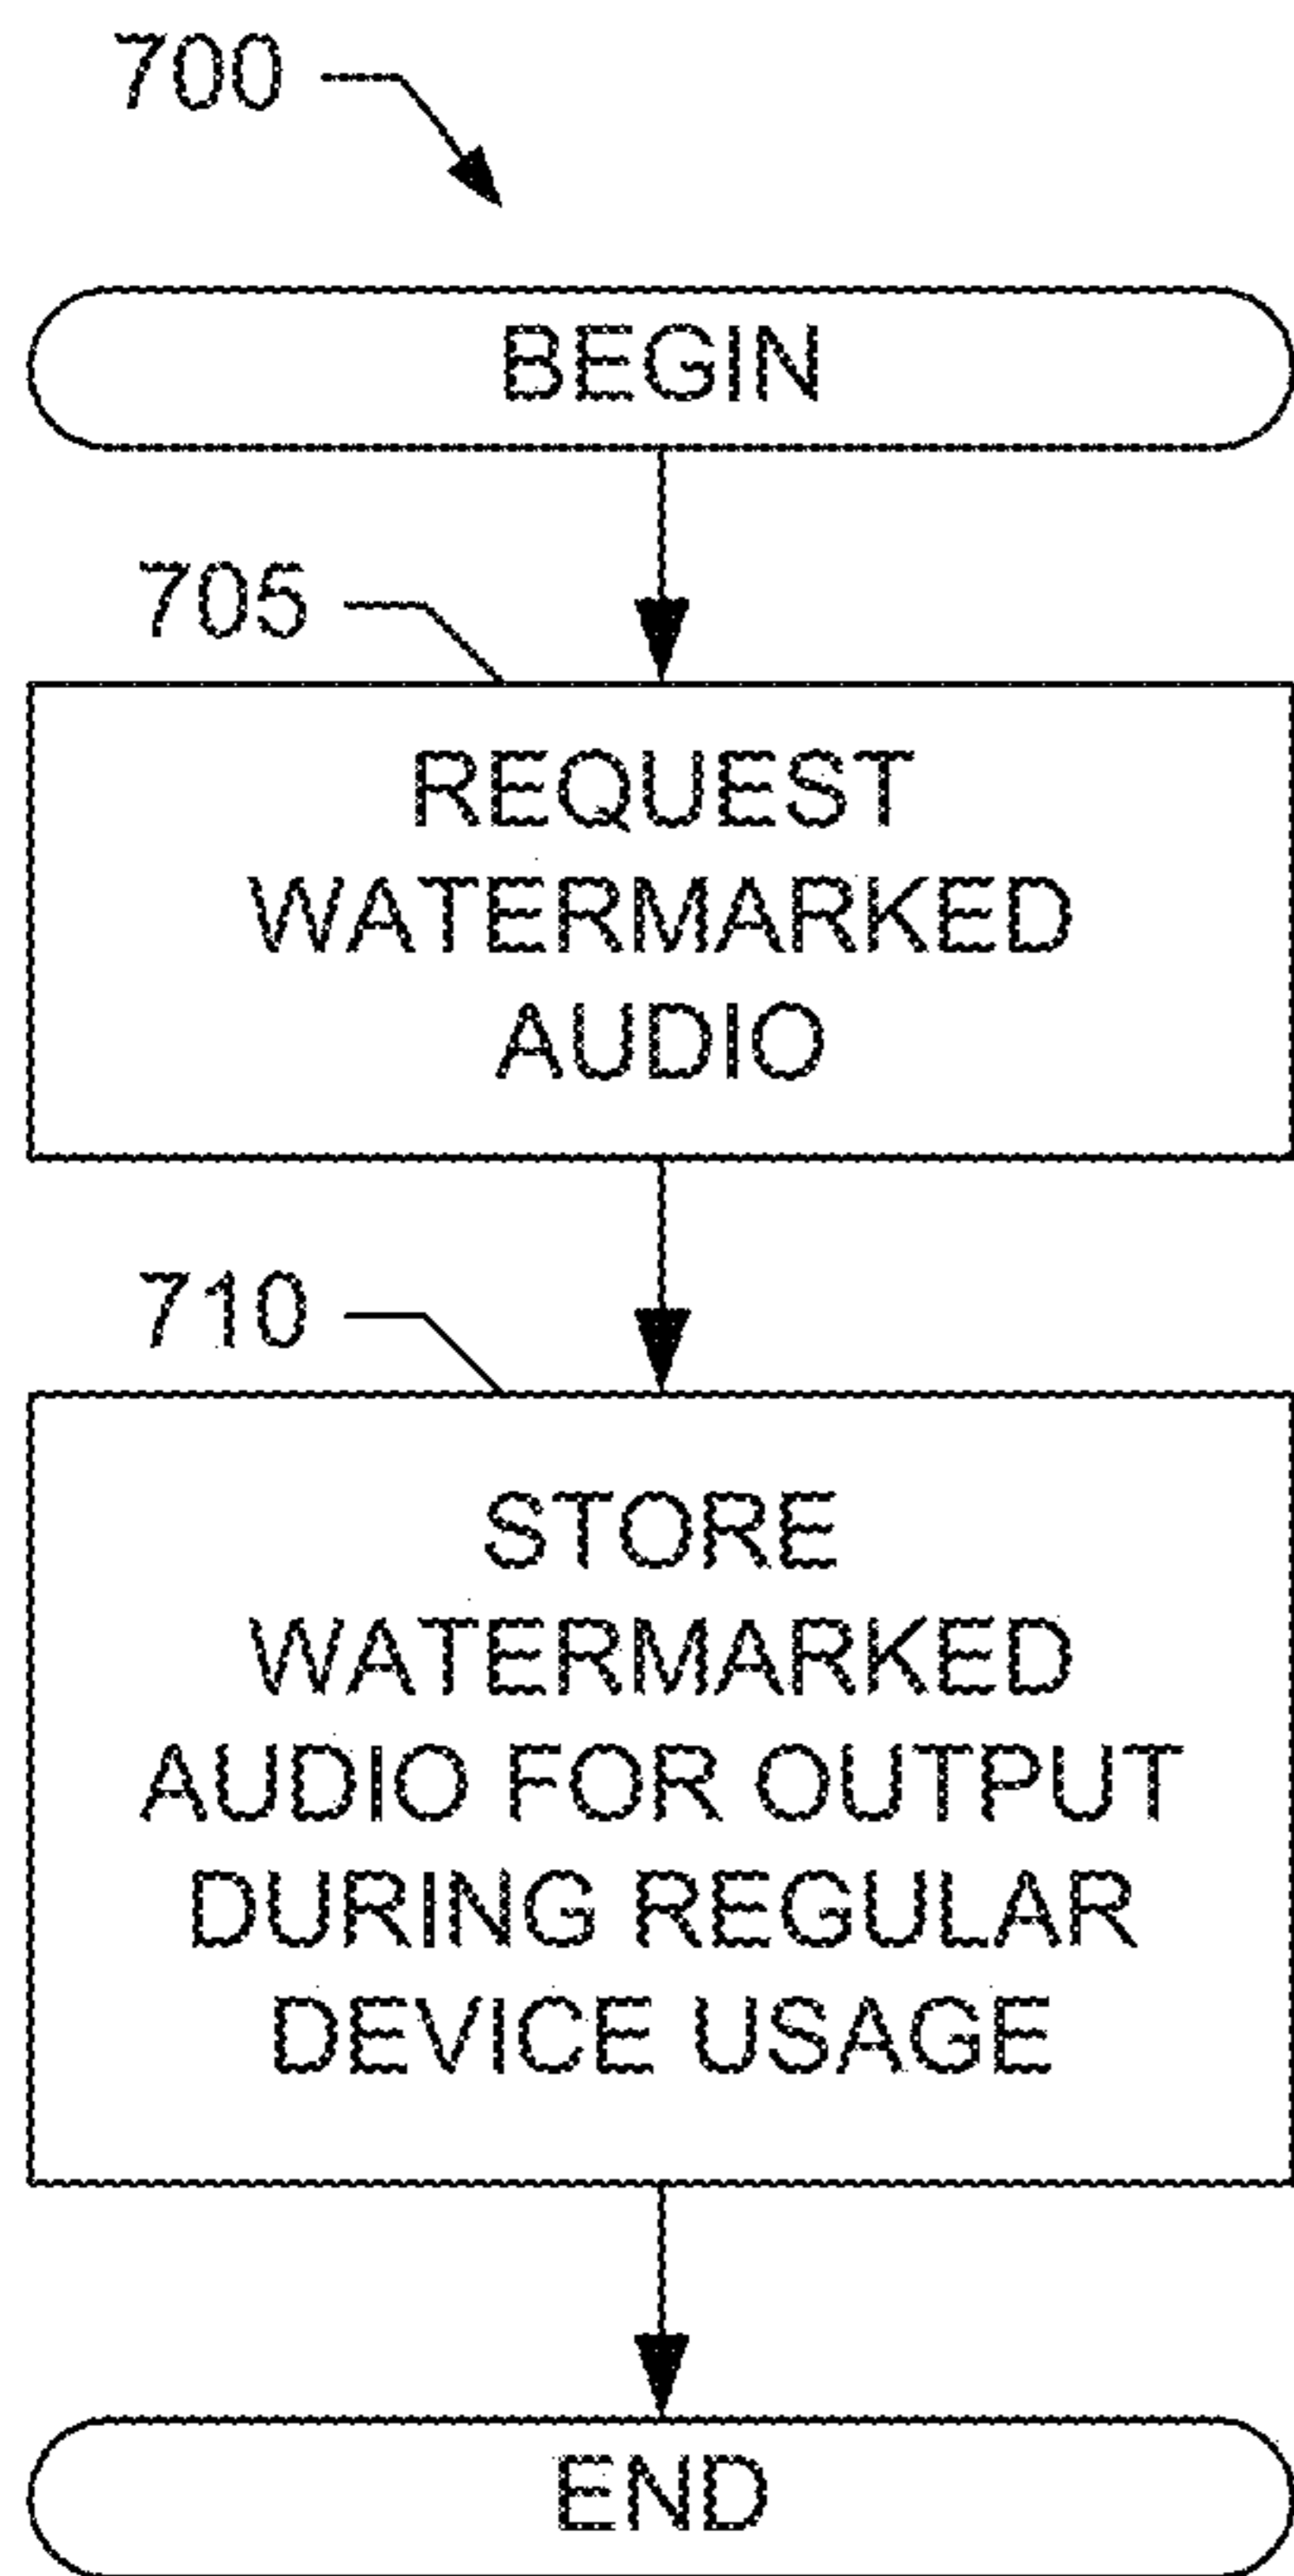 700
BEGIN
705
REQUEST
WATERMARKED
AUDIO
710
STORE
WATERMARKED
AUDIO FOR OUTPUT
DURING REGULAR
DEVICE USAGE
END